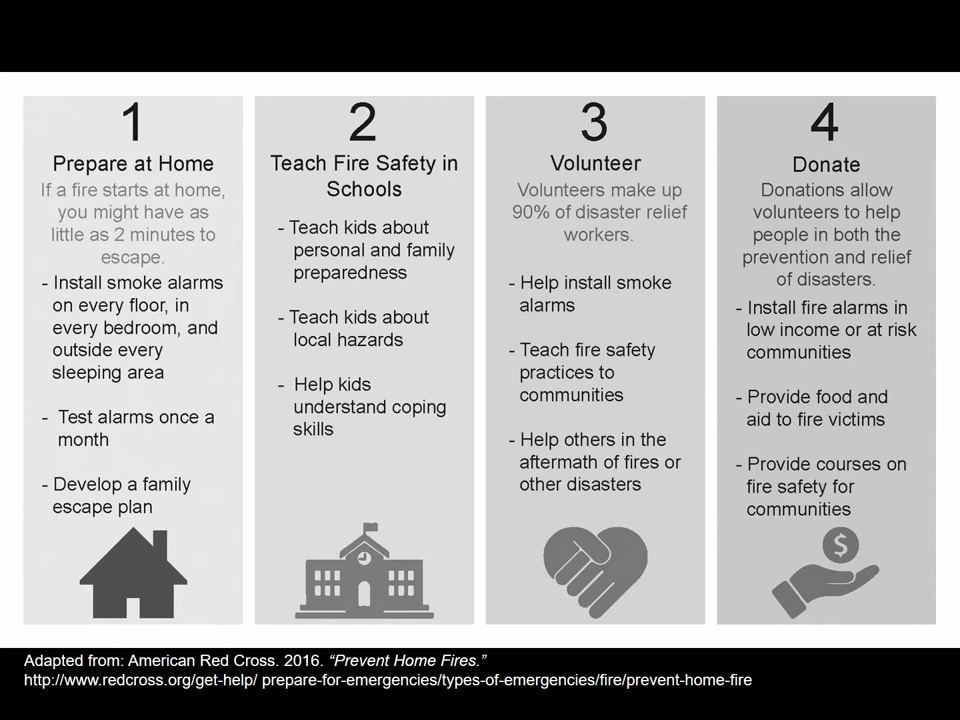 1
Prepare at Home
If a fire starts at home,
you might have as
little as 2 minutes to
escape.
- Install smoke alarms
on every floor, in
every bedroom, and
outside every
sleeping area
- Test alarms once a
month
- Develop a family
escape plan
2
Teach Fire Safety in
Schools
- Teach kids about
personal and family
preparedness
- Teach kids about
local hazards
- Help kids
understand coping
skills
3
Volunteer
Volunteers make up
90% of disaster relief
workers.
- Help install smoke
alarms
- Teach fire safety
practices to
communities
- Help others in the
aftermath of fires or
other disasters
4
Donate
Donations allow
volunteers to help
people in both the
prevention and relief
of disasters.
- Install fire alarms in
low income or at risk
communities
- Provide food and
aid to fire victims
- Provide courses on
fire safety for
communities
$
Adapted from: American Red Cross. 2016. “Prevent Home Fires.”
http://www.redcross.org/get-help/ prepare-for-emergencies/types-of-emergencies/fire/prevent-home-fire